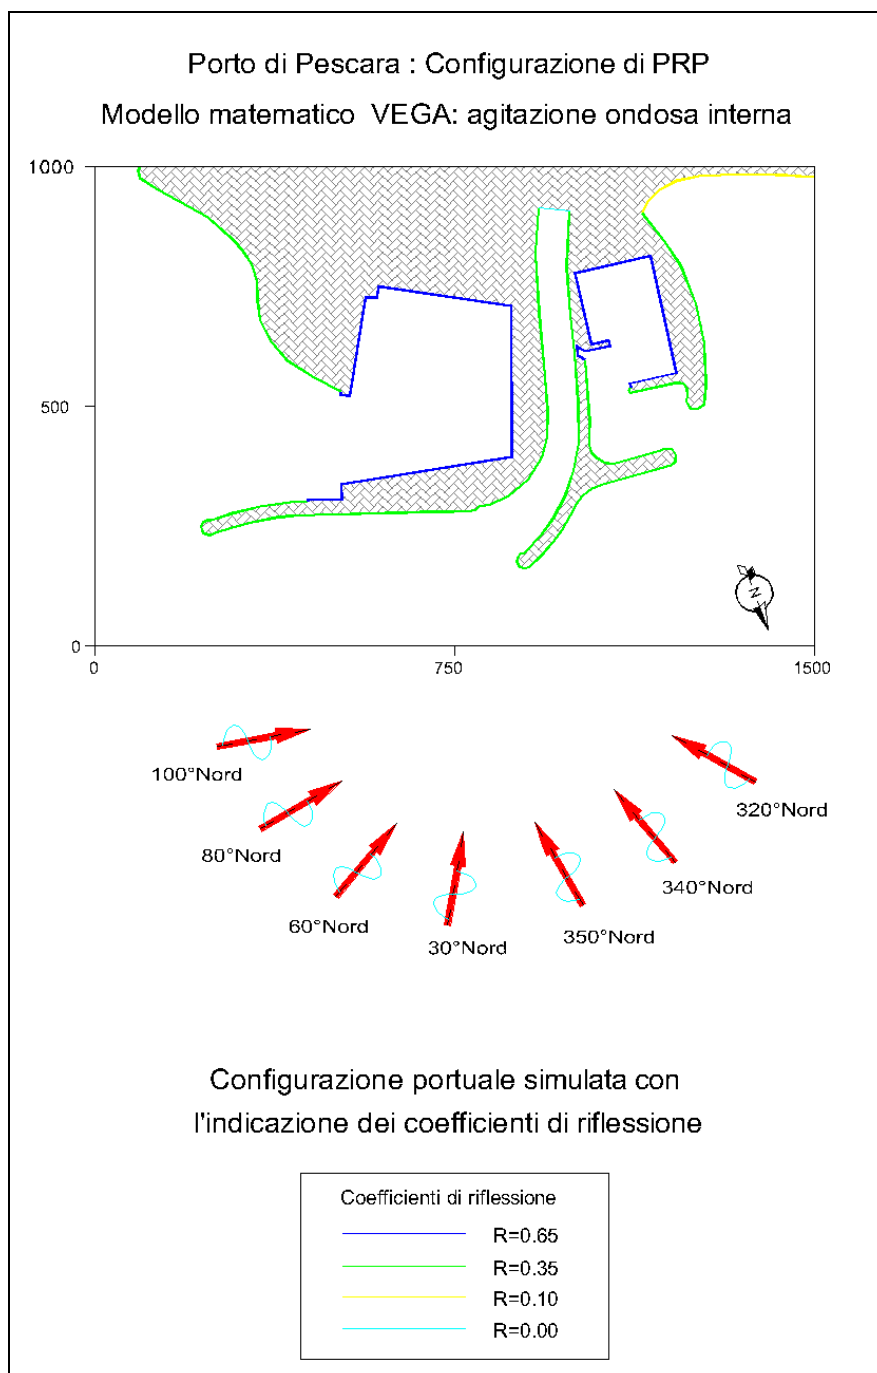 Porto di Pescara : Configurazione di PRP
Modello matematico VEGA: agitazione ondosa interna
1000
500
0
0
750
1500
N
100°Nord
80°Nord
60°Nord
30°Nord
350°Nord
340°Nord
320°Nord
Configurazione portuale simulata con
l'indicazione dei coefficienti di riflessione
Coefficienti di riflessione
R=0.65
R=0.35
R=0.10
R=0.00